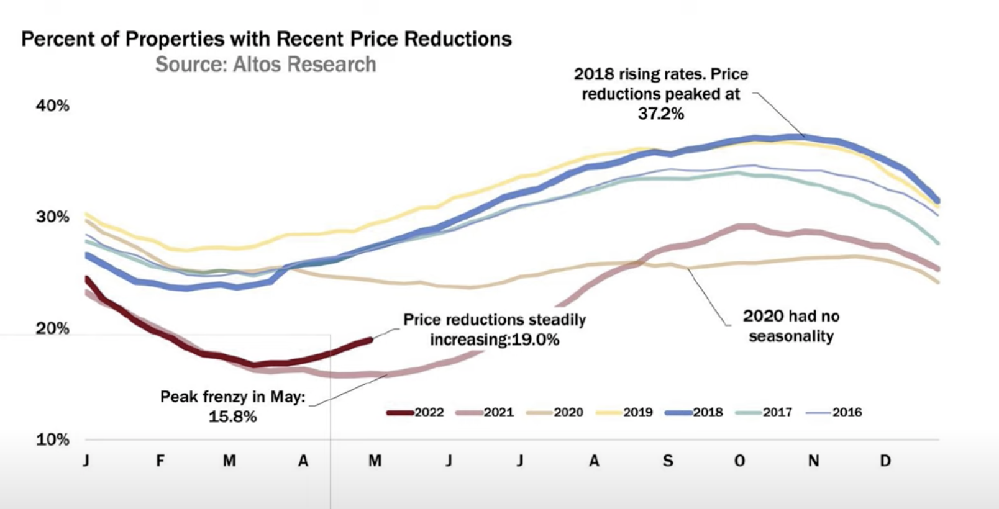 Percent of Properties with Recent Price Reductions
Source: Altos Research
2018 rising rates. Price
reductions peaked at
37.2%
40%
30%
20%
10%
Price reductions steadily
increasing:19.0%
2020 had no
seasonality
Peak frenzy in May:
15.8%
2022 2021 2020 2019 2018 2017 2016
J F M A M J J A S O N D